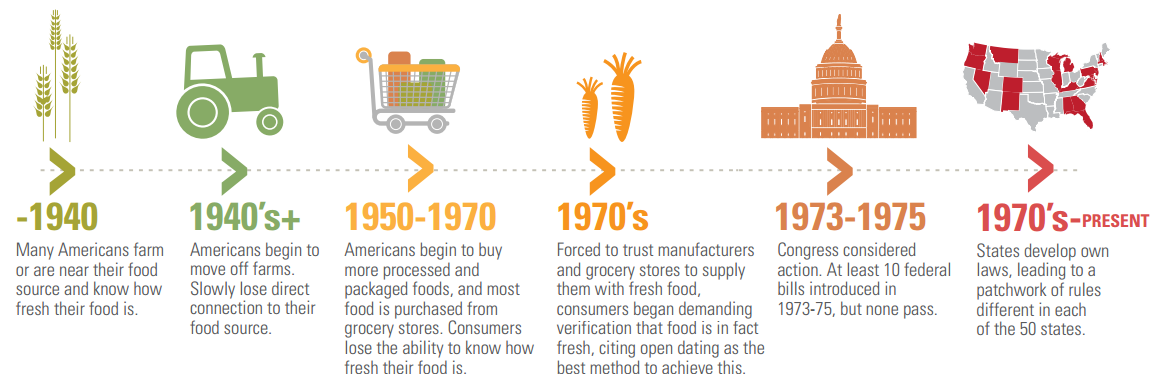 -1940
Many Americans farm
or are near their food
source and know how
fresh their food is.
1940's+
Americans begin to
move off farms.
Slowly lose direct
connection to their
food source.
1950-1970
Americans begin to buy
more processed and
packaged foods, and most
food is purchased from
grocery stores. Consumers
lose the ability to know how
fresh their food is.
1970's
Forced to trust manufacturers
and grocery stores to supply
them with fresh food,
consumers began demanding
verification that food is in fact
fresh, citing open dating as the
best method to achieve this.
1973-1975
Congress considered
action. At least 10 federal
bills introduced in
1973-75, but none pass.
1970's-PRESENT
States develop own
laws, leading to a
patchwork of rules
different in each
of the 50 states.